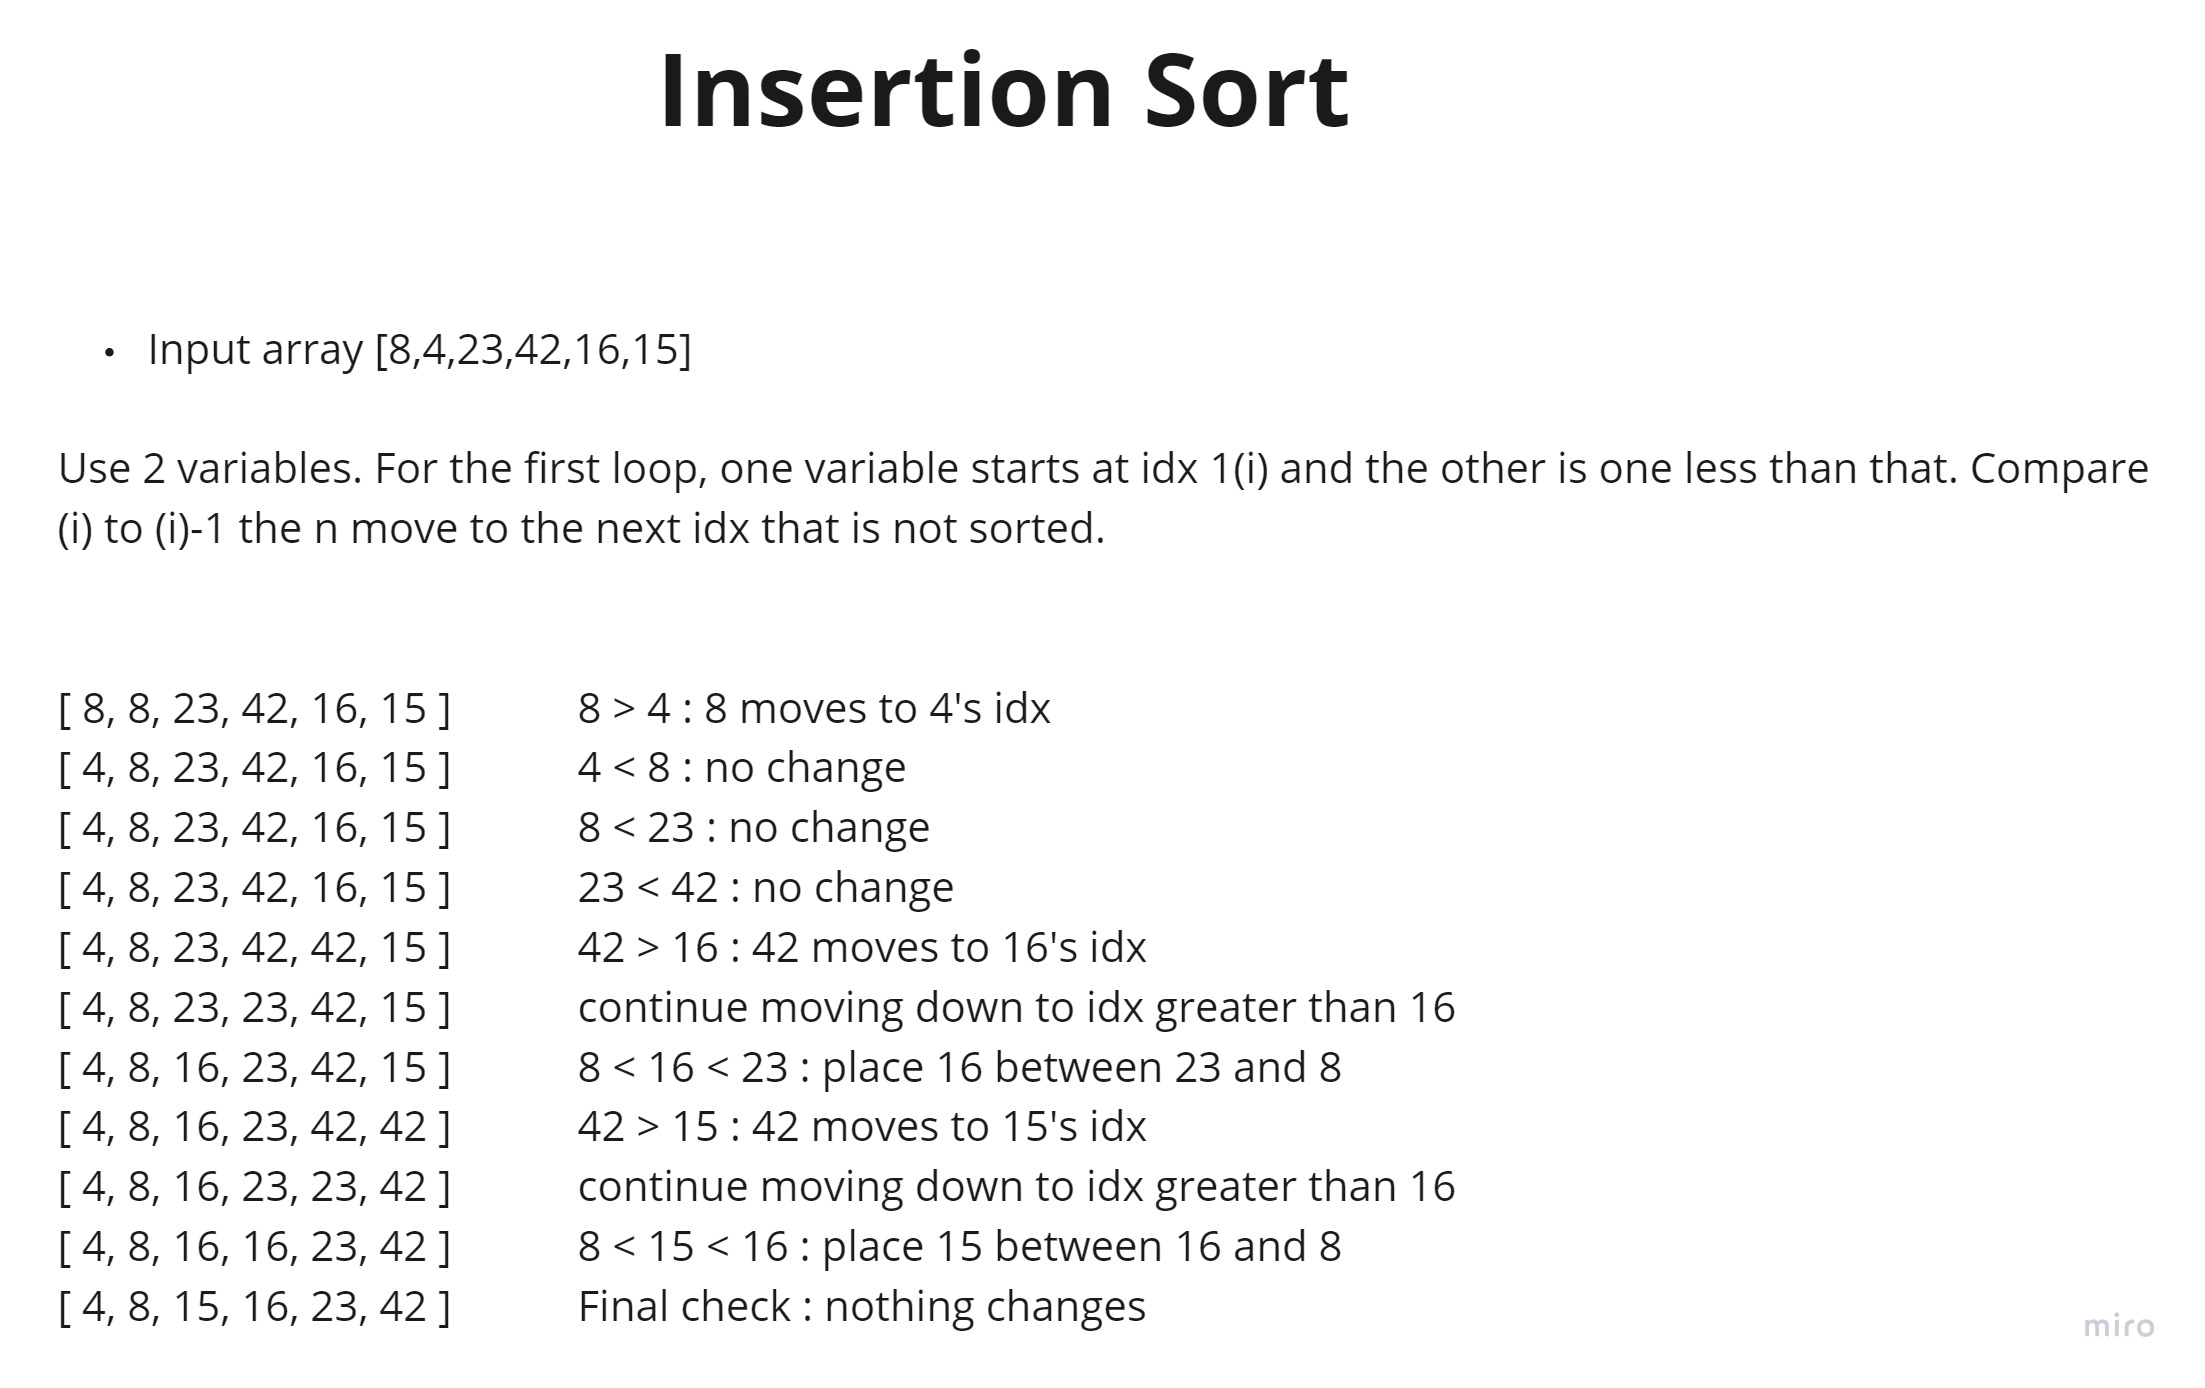 Insertion Sort
• Input array [8,4,23,42,16,15]
Use 2 variables. For the first loop, one variable starts at idx 1(i) and the other is one less than that. Compare
(i) to (i)-1 the n move to the next idx that is not sorted.
[ 8, 8, 23, 42, 16, 15 ] 8 > 4 : 8 moves to 4's idx
[ 4, 8, 23, 42, 16, 15 ] 4 < 8 : no change
[ 4, 8, 23, 42, 16, 15 ] 8 < 23 : no change
[ 4, 8, 23, 42, 16, 15 ] 23 < 42 : no change
[ 4, 8, 23, 42, 42, 15 ] 42 > 16 : 42 moves to 16's idx
[ 4, 8, 23, 23, 42, 15 ] continue moving down to idx greater than 16
[ 4, 8, 16, 23, 42, 15 ] 8 < 16 < 23 : place 16 between 23 and 8
[ 4, 8, 16, 23, 42, 42 ] 42 > 15 : 42 moves to 15's idx
[ 4, 8, 16, 23, 23, 42 ] continue moving down to idx greater than 16
[ 4, 8, 16, 16, 23, 42 ] 8 < 15 < 16 : place 15 between 16 and 8
[ 4, 8, 15, 16, 23, 42 ] Final check : nothing changes
miro